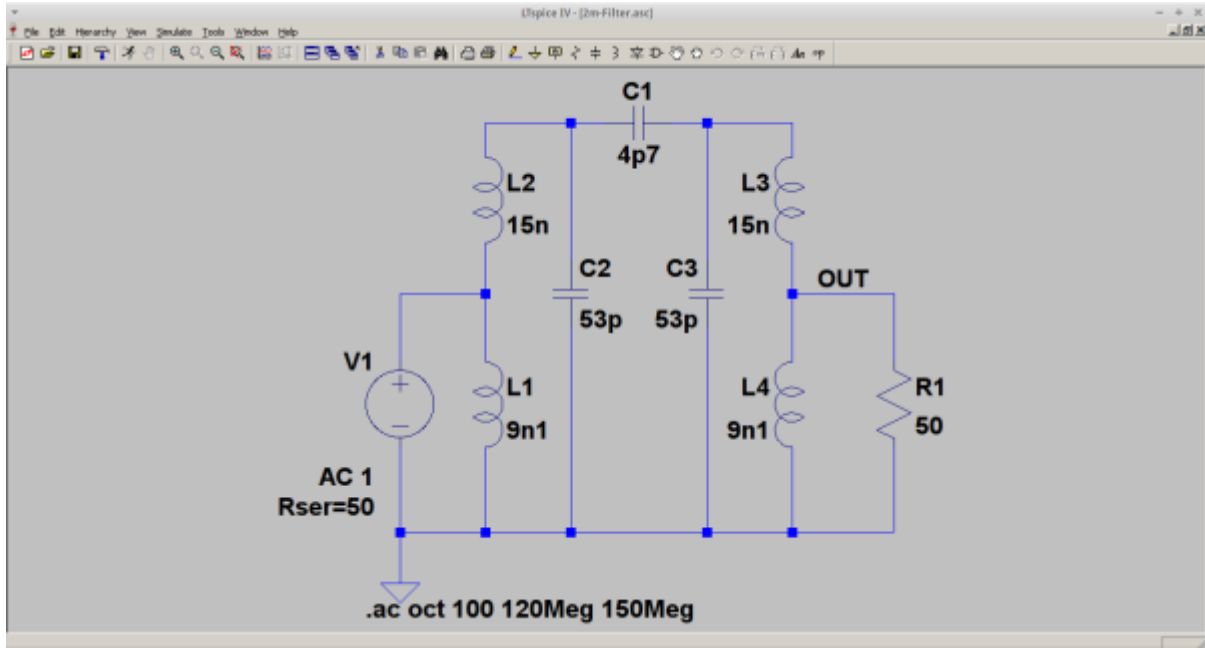 LTspice IV - [2m-Filter.asc]
File Edit Hierarchy View Simulate Tools Window Help
C1
4p7
L2
15n
L3
15n
C2
53p
C3
53p
OUT
V1
L1
9n1
L4
9n1
R1
50
AC 1
Rser=50
.ac oct 100 120Meg 150Meg